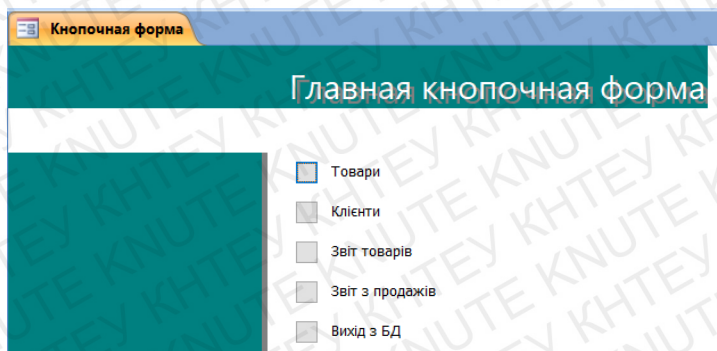 Кнопочная форма
Главная кнопочная форма
Товари
Клієнти
Звіт товарів
Звіт з продажів
Вихід з БД